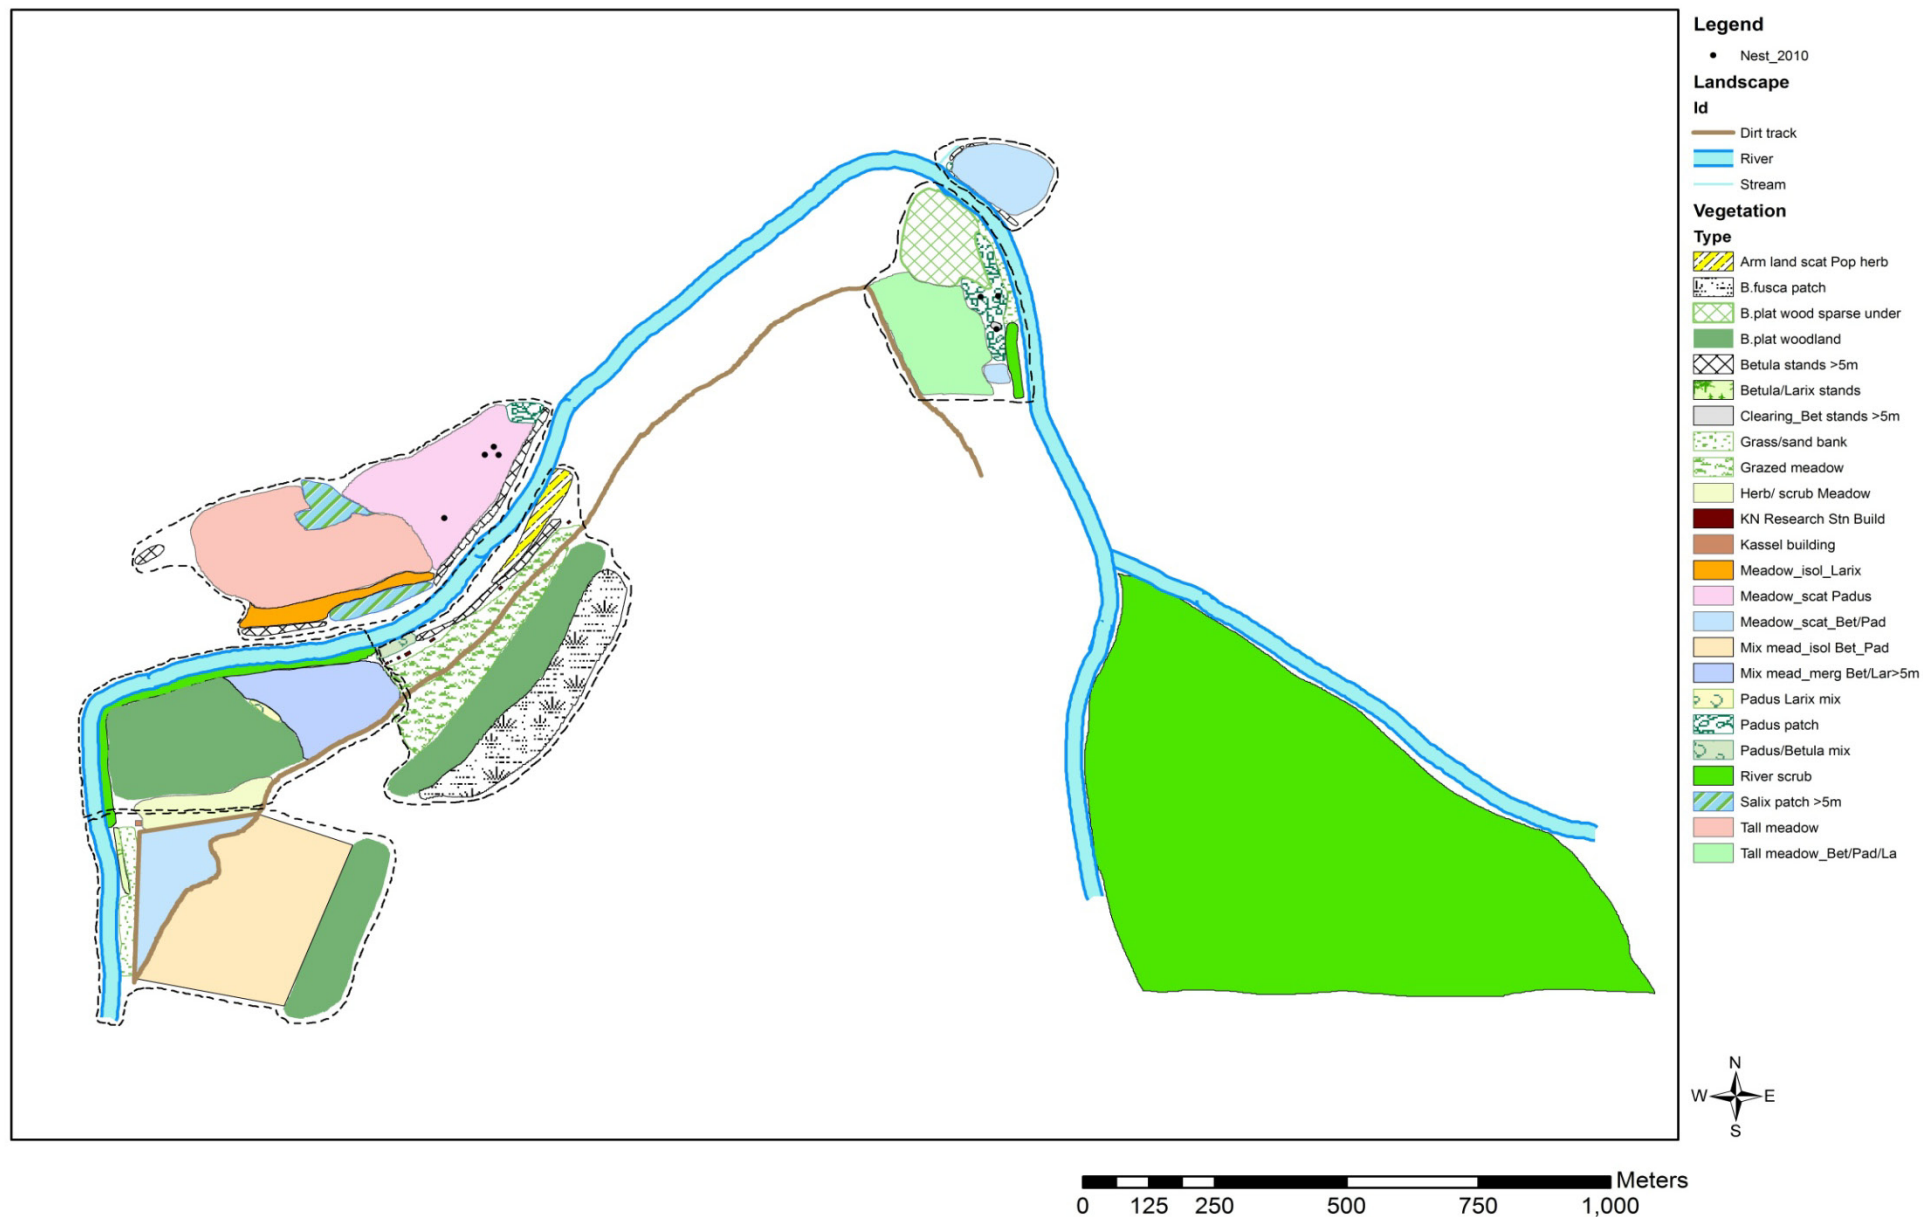 Legend
Nest_2010
Landscape
Id
Dirt track
River
Stream
Vegetation
Type
Arm land scat Pop herb
B.fusca patch
B.plat wood sparse under
B.plat woodland
Betula stands >5m
Betula/Larix stands
Clearing_Bet stands >5m
Grass/sand bank
Grazed meadow
Herb/ scrub Meadow
KN Research Stn Build
Kassel building
Meadow_isol_Larix
Meadow_scat Padus
Meadow_scat_Bet/Pad
Mix mead_isol Bet_Pad
Mix mead_merg Bet/Lar>5m
Padus Larix mix
Padus patch
Padus/Betula mix
River scrub
Salix patch >5m
Tall meadow
Tall meadow_Bet/Pad/La
N
W E
S
Meters
0 125 250 500 750 1,000